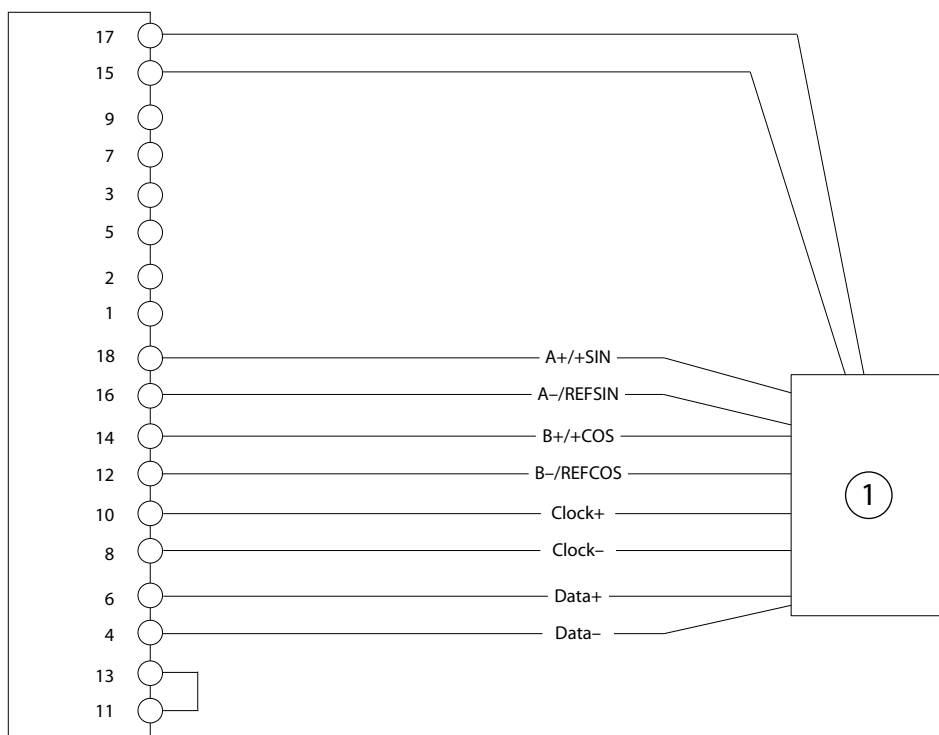 17
15
9
7
3
5
2
1
18 A+/+SIN
16 A–/REFSIN
14 B+/+COS
12 B–/REFCOS
1
10 Clock+
8 Clock–
6 Data+
4 Data–
13
11